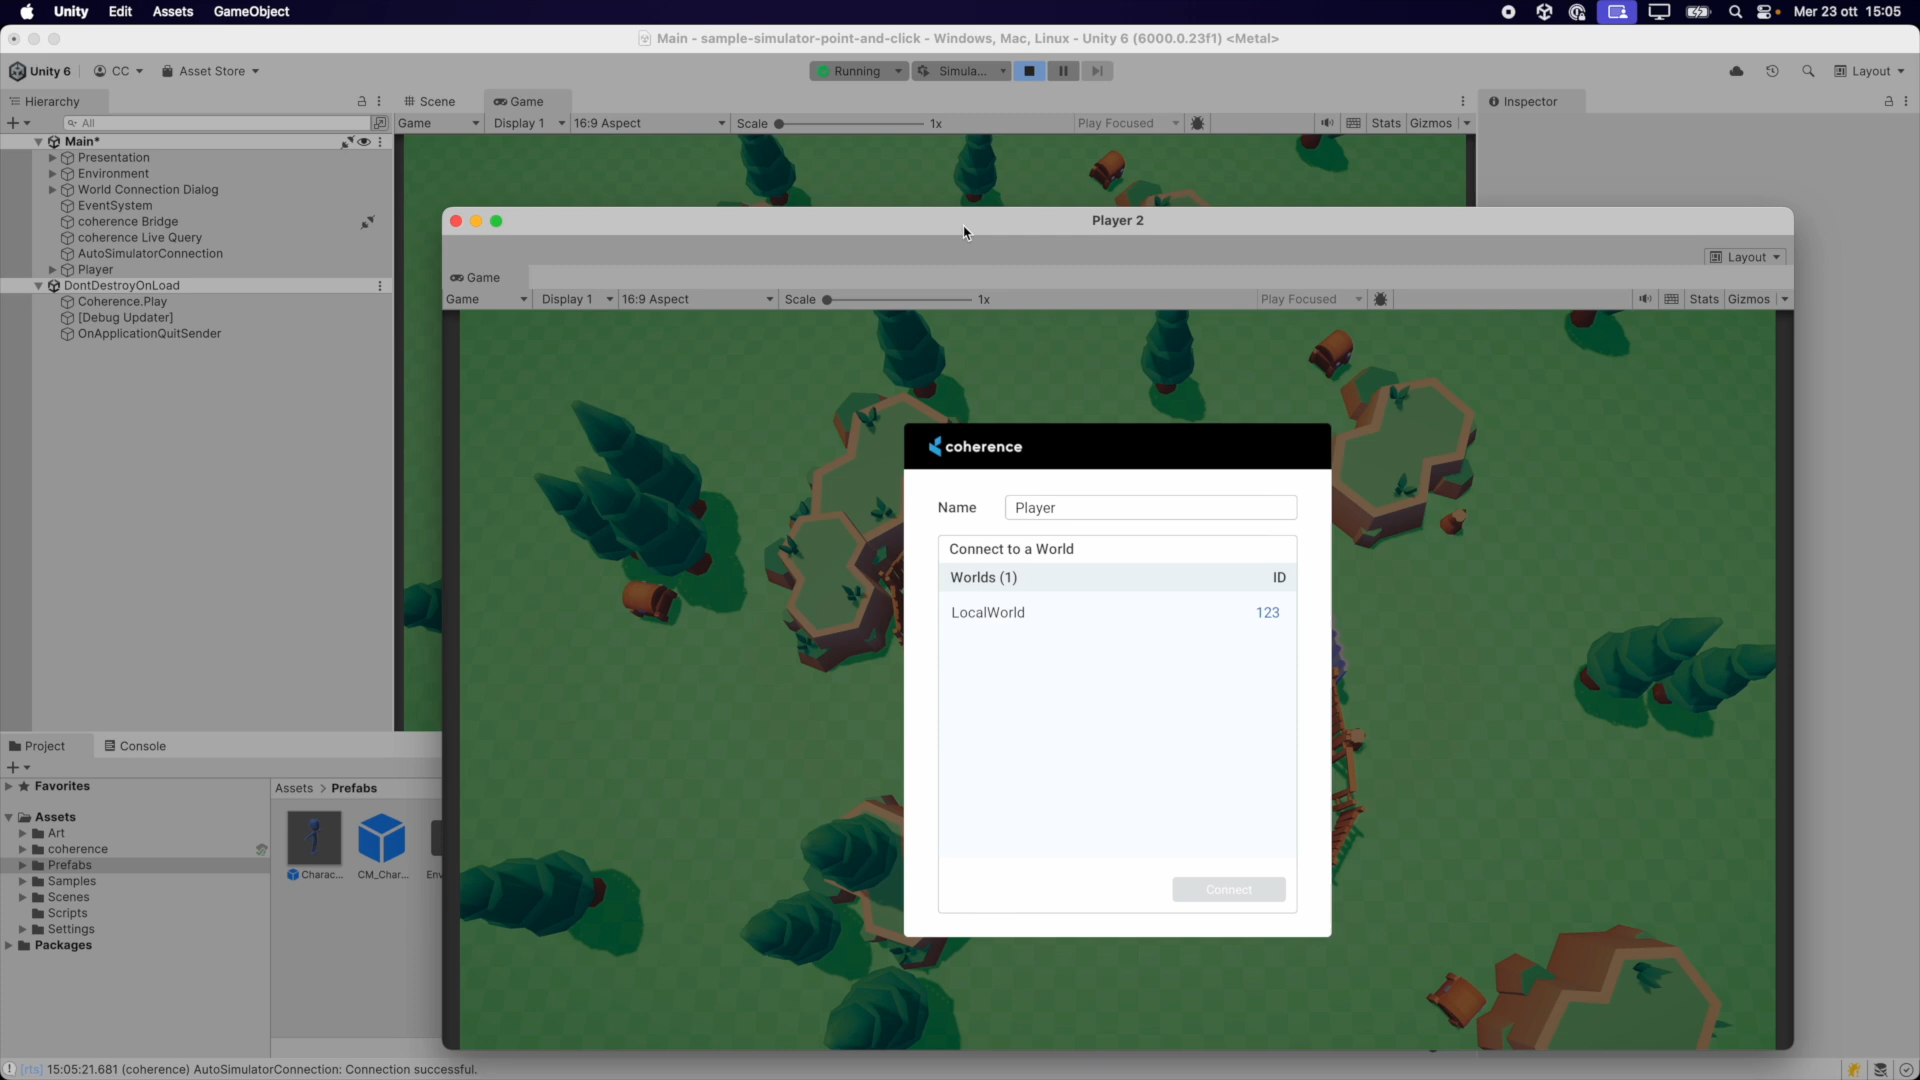 Unity Edit Assets GameObject
Mer 23 ott 15:05
Main - sample-simulator-point-and-click - Windows, Mac, Linux - Unity 6 (6000.0.23f1) <Metal>
Unity 6 CC Asset Store
Running Simula...
Layout
Hierarchy
All
Main*
Presentation
Environment
World Connection Dialog
EventSystem
coherence Bridge
coherence Live Query
AutoSimulatorConnection
Player
DontDestroyOnLoad
Coherence.Play
[Debug Updater]
OnApplicationQuitSender
Scene Game
Game Display 1 16:9 Aspect Scale 1x Play Focused Stats Gizmos
Inspector
Player 2
Layout
Game
Game Display 1 16:9 Aspect Scale 1x Play Focused Stats Gizmos
coherence
Name Player
Connect to a World
Worlds (1) ID
LocalWorld 123
Connect
Project Console
Favorites
Assets
Art
coherence
Prefabs
Samples
Scenes
Scripts
Settings
Packages
Assets > Prefabs
Charac... CM_Char... Env
[rts] 15:05:21.681 (coherence) AutoSimulatorConnection: Connection successful.